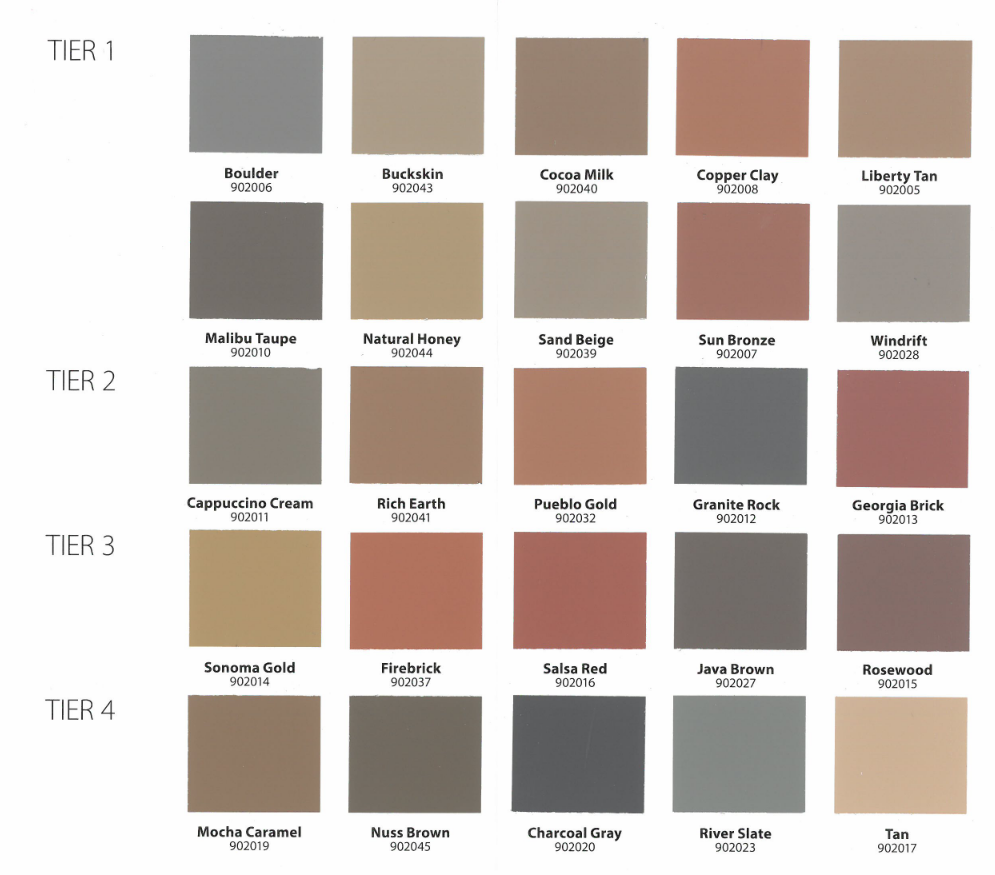 TIER 1
Boulder Buckskin Cocoa Milk Copper Clay Liberty Tan
902006 902043 902040 902008 902005
Malibu Taupe Natural Honey Sand Beige Sun Bronze Windrift
902010 902044 902039 902007 902028
TIER 2
Cappuccino Cream Rich Earth Pueblo Gold Granite Rock Georgia Brick
902011 902041 902032 902012 902013
TIER 3
Sonoma Gold Firebrick Salsa Red Java Brown Rosewood
902014 902037 902016 902027 902015
TIER 4
Mocha Caramel Nuss Brown Charcoal Gray River Slate Tan
902019 902045 902020 902023 902017